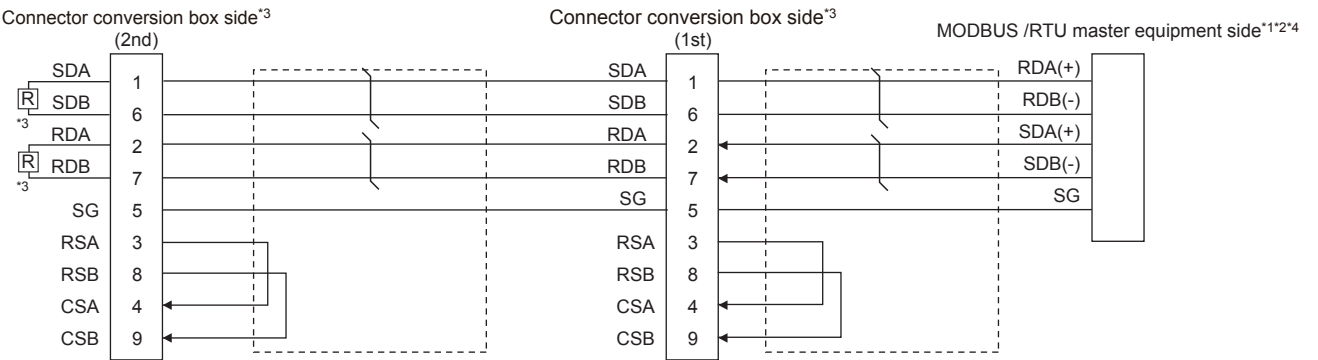 Connector conversion box side*3
(2nd)
Connector conversion box side*3
(1st)
MODBUS /RTU master equipment side*1*2*4
SDA 1 SDA 1 RDA(+)
R SDB 6 SDB 6 RDB(-)
*3
RDA 2 RDA 2 SDA(+)
R RDB 7 RDB 7 SDB(-)
*3
SG 5 SG 5 SG
RSA 3 RSA 3
RSB 8 RSB 8
CSA 4 CSA 4
CSB 9 CSB 9